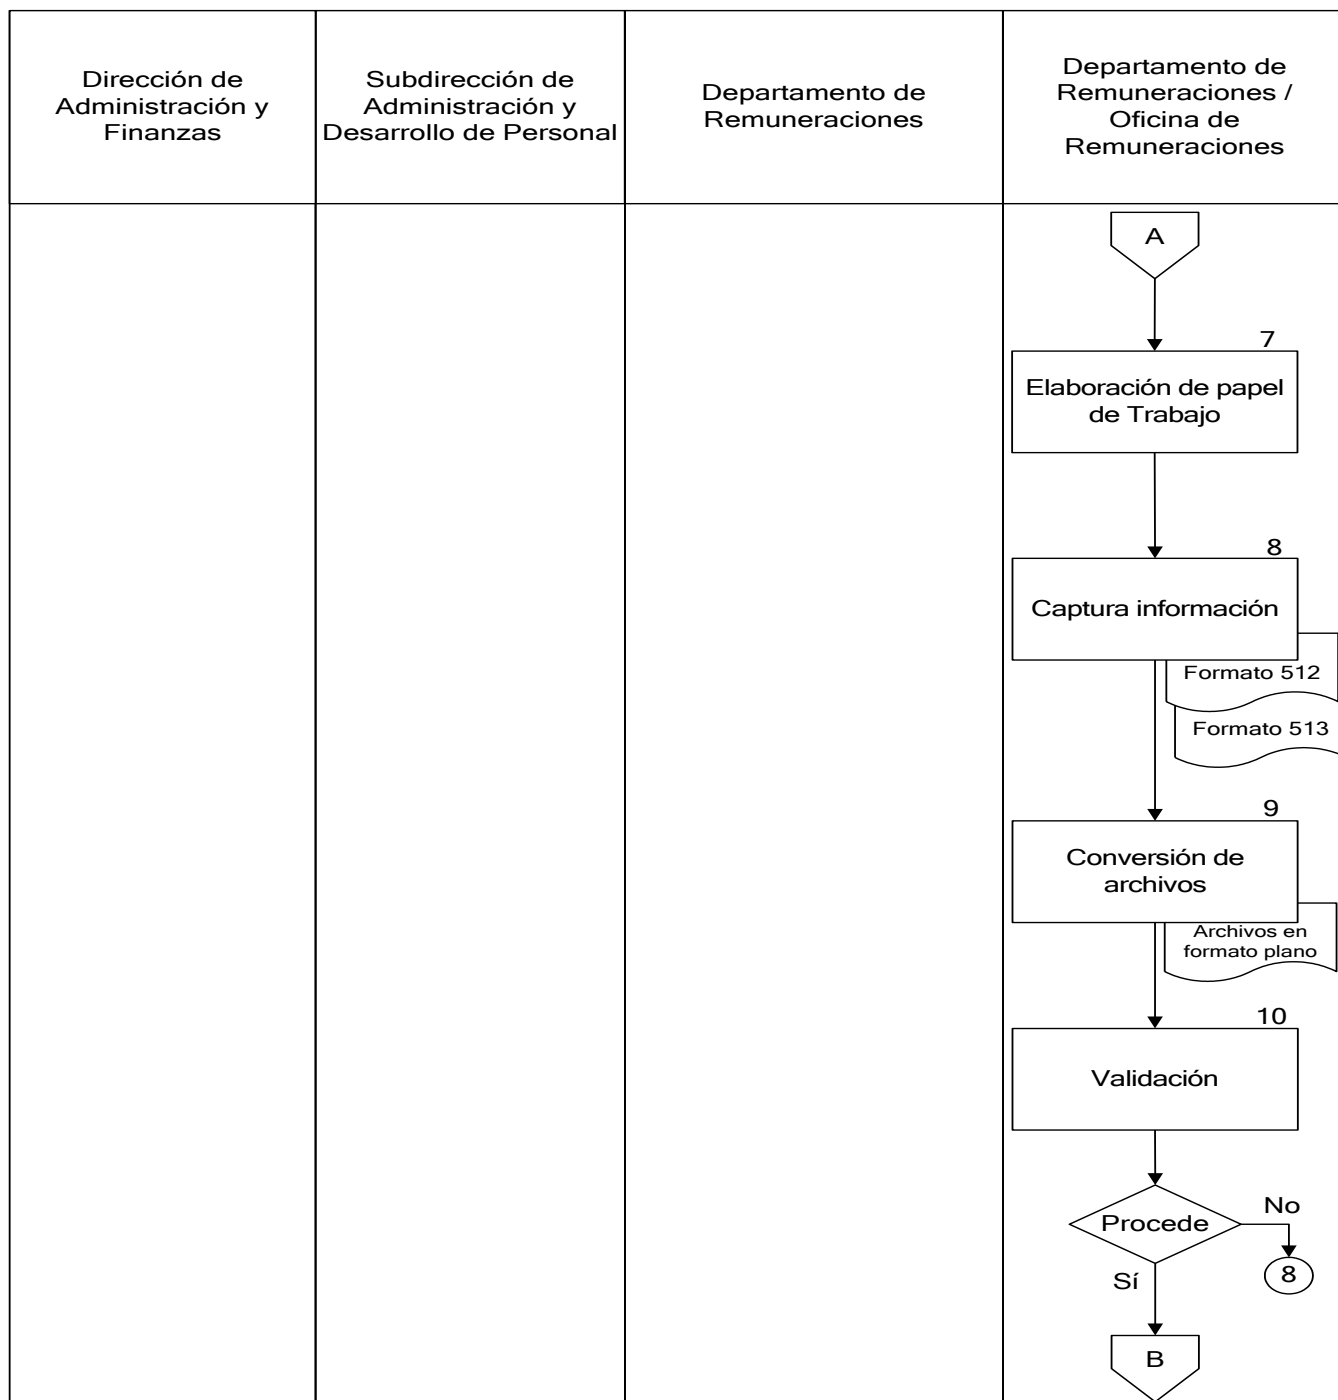 Dirección de
Administración y
Finanzas
Subdirección de
Administración y
Desarrollo de Personal
Departamento de
Remuneraciones
Departamento de
Remuneraciones /
Oficina de
Remuneraciones
A
7
Elaboración de papel
de Trabajo
8
Captura información
Formato 512
Formato 513
9
Conversión de
archivos
Archivos en
formato plano
10
Validación
Procede
No
8
Sí
B